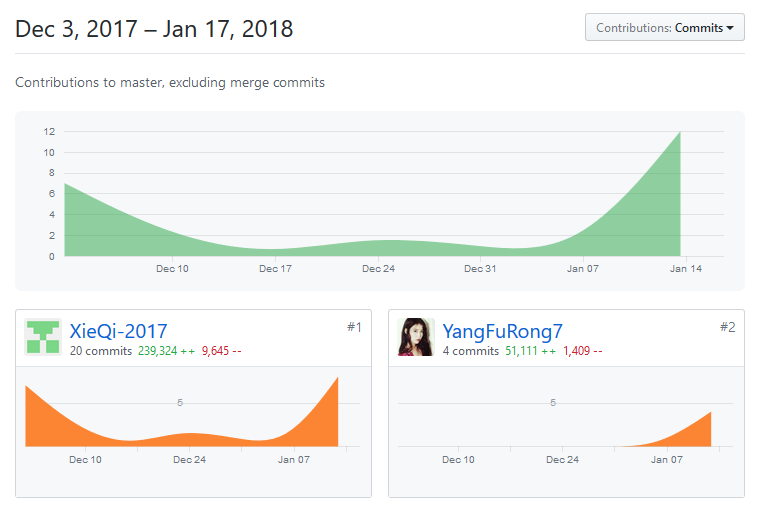 Dec 3, 2017 – Jan 17, 2018
Contributions: Commits
Contributions to master, excluding merge commits
12
10
8
6
4
2
0
Dec 10 Dec 17 Dec 24 Dec 31 Jan 07 Jan 14
XieQi-2017 #1
20 commits 239,324 ++ 9,645 --
5
Dec 10 Dec 24 Jan 07
YangFuRong7 #2
4 commits 51,111 ++ 1,409 --
5
Dec 10 Dec 24 Jan 07